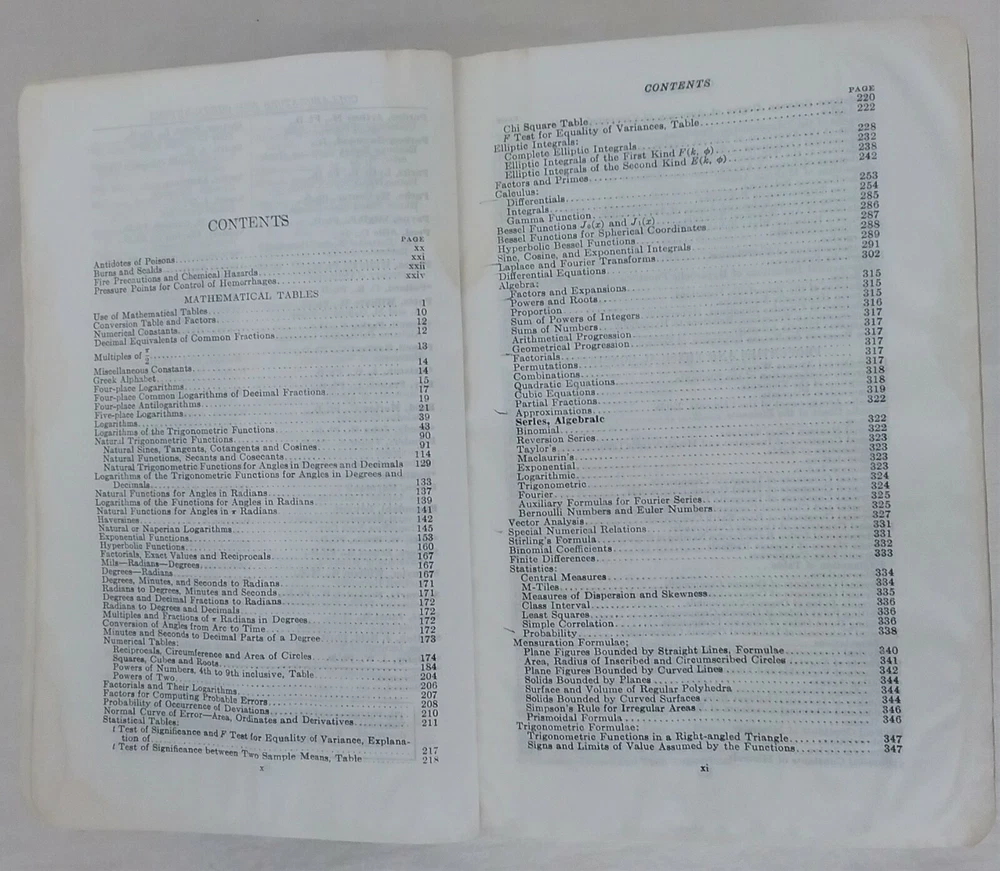 CONTENTS
PAGE
Antidotes of Poisons xx
Burns and Scalds xxi
Fire Precautions and Chemical Hazards xxii
Pressure Points for Control of Hemorrhages xxiv
MATHEMATICAL TABLES
Use of Mathematical Tables 1
Conversion Table and Factors 10
Numerical Constants 12
Decimal Equivalents of Common Fractions 12
Multiples of π/2 13
Miscellaneous Constants 14
Greek Alphabet 14
Four-place Logarithms 15
Four-place Common Logarithms of Decimal Fractions 17
Four-place Antilogarithms 19
Five-place Logarithms 21
Logarithms 39
Logarithms of the Trigonometric Functions 43
Natural Trigonometric Functions 90
Natural Sines, Tangents, Cotangents and Cosines 91
Natural Functions, Secants and Cosecants 114
Natural Trigonometric Functions for Angles in Degrees and Decimals 129
Logarithms of the Trigonometric Functions for Angles in Degrees and
Decimals 133
Natural Functions for Angles in Radians 137
Logarithms of the Functions for Angles in Radians 139
Natural Functions for Angles in π Radians 141
Haversines 142
Natural or Naperian Logarithms 145
Exponential Functions 153
Hyperbolic Functions 160
Factorials, Exact Values and Reciprocals 167
Mils—Radians—Degrees 167
Degrees—Radians 167
Degrees, Minutes, and Seconds to Radians 171
Radians to Degrees, Minutes and Seconds 171
Degrees and Decimal Fractions to Radians 172
Radians to Degrees and Decimals 172
Multiples and Fractions of π Radians in Degrees 172
Conversion of Angles from Arc to Time 172
Minutes and Seconds to Decimal Parts of a Degree 173
Numerical Tables:
Reciprocals, Circumference and Area of Circles 174
Squares, Cubes and Roots 184
Powers of Numbers, 4th to 9th inclusive, Table 204
Powers of Two 206
Factorials and Their Logarithms 207
Factors for Computing Probable Errors 208
Probability of Occurrence of Deviations 210
Normal Curve of Error—Area, Ordinates and Derivatives 211
Statistical Tables:
t Test of Significance and F Test for Equality of Variance, Explana-
tion of 217
t Test of Significance between Two Sample Means, Table 218
x
CONTENTS
PAGE
Chi Square Table 220
F Test for Equality of Variances, Table 222
Elliptic Integrals:
Complete Elliptic Integrals 228
Elliptic Integrals of the First Kind F(k, φ) 232
Elliptic Integrals of the Second Kind E(k, φ) 238
Factors and Primes 242
Calculus:
Differentials 253
Integrals 254
Gamma Function 285
Bessel Functions J₀(x) and J₁(x) 286
Bessel Functions for Spherical Coordinates 287
Hyperbolic Bessel Functions 288
Sine, Cosine, and Exponential Integrals 289
Laplace and Fourier Transforms 291
Differential Equations 302
Algebra:
Factors and Expansions 315
Powers and Roots 315
Proportion 315
Sum of Powers of Integers 316
Sums of Numbers 317
Arithmetical Progression 317
Geometrical Progression 317
Factorials 317
Permutations 317
Combinations 317
Quadratic Equations 318
Cubic Equations 318
Partial Fractions 319
Approximations 322
Series, Algebraic
Binomial 322
Reversion Series 322
Taylor's 323
Maclaurin's 323
Exponential 323
Logarithmic 323
Trigonometric 324
Fourier 324
Auxiliary Formulas for Fourier Series 325
Bernoulli Numbers and Euler Numbers 325
Vector Analysis 327
Special Numerical Relations 331
Stirling's Formula 331
Binomial Coefficients 332
Finite Differences 333
Statistics:
Central Measures 334
M-Tiles 334
Measures of Dispersion and Skewness 335
Class Interval 336
Least Squares 336
Simple Correlation 336
Probability 338
Mensuration Formulae:
Plane Figures Bounded by Straight Lines, Formulae 340
Area, Radius of Inscribed and Circumscribed Circles 341
Plane Figures Bounded by Curved Lines 342
Solids Bounded by Planes 344
Surface and Volume of Regular Polyhedra 344
Solids Bounded by Curved Surfaces 344
Simpson's Rule for Irregular Areas 346
Prismoidal Formula 346
Trigonometric Formulae:
Trigonometric Functions in a Right-angled Triangle 347
Signs and Limits of Value Assumed by the Functions 347
xi